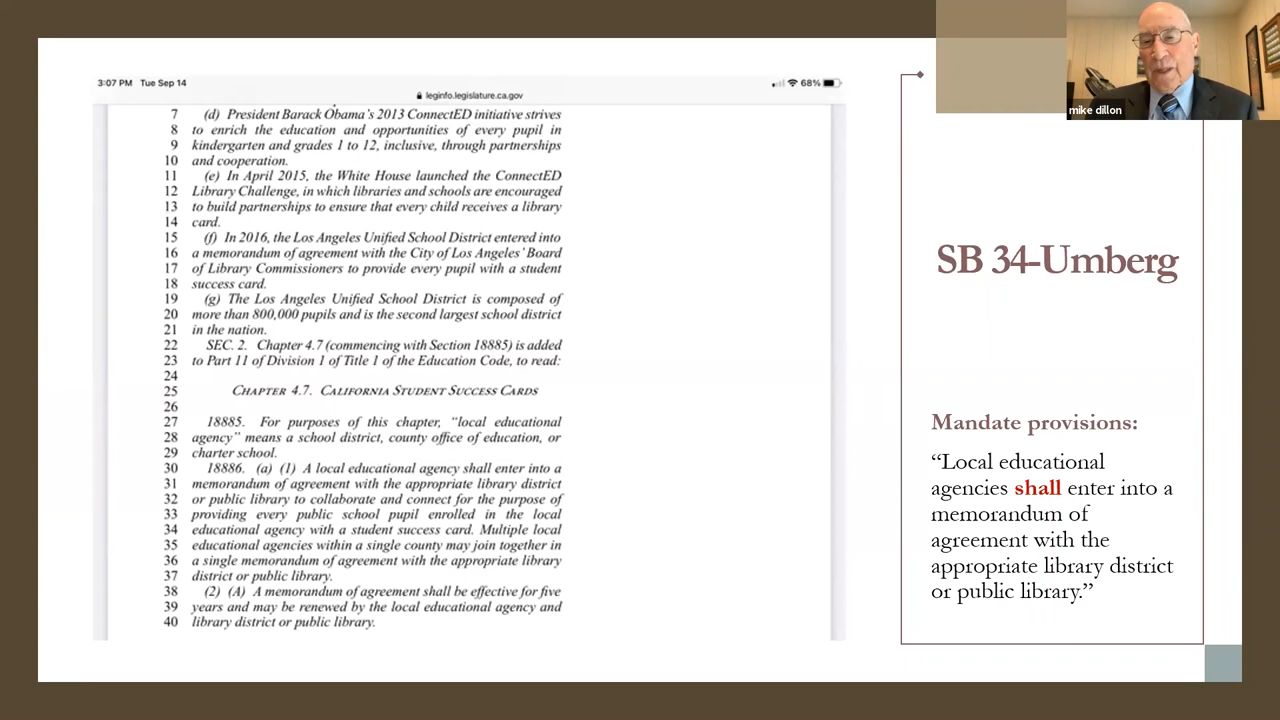 3:07 PM Tue Sep 14
68%
leginfo.legislature.ca.gov
7 (d) President Barack Obama's 2013 ConnectED initiative strives
8 to enrich the education and opportunities of every pupil in
9 kindergarten and grades 1 to 12, inclusive, through partnerships
10 and cooperation.
11 (e) In April 2015, the White House launched the ConnectED
12 Library Challenge, in which libraries and schools are encouraged
13 to build partnerships to ensure that every child receives a library
14 card.
15 (f) In 2016, the Los Angeles Unified School District entered into
16 a memorandum of agreement with the City of Los Angeles' Board
17 of Library Commissioners to provide every pupil with a student
18 success card.
19 (g) The Los Angeles Unified School District is composed of
20 more than 800,000 pupils and is the second largest school district
21 in the nation.
22 SEC. 2. Chapter 4.7 (commencing with Section 18885) is added
23 to Part 11 of Division 1 of Title 1 of the Education Code, to read:
24
25 CHAPTER 4.7. CALIFORNIA STUDENT SUCCESS CARDS
26
27 18885. For purposes of this chapter, "local educational
28 agency" means a school district, county office of education, or
29 charter school.
30 18886. (a) (1) A local educational agency shall enter into a
31 memorandum of agreement with the appropriate library district
32 or public library to collaborate and connect for the purpose of
33 providing every public school pupil enrolled in the local
34 educational agency with a student success card. Multiple local
35 educational agencies within a single county may join together in
36 a single memorandum of agreement with the appropriate library
37 district or public library.
38 (2) (A) A memorandum of agreement shall be effective for five
39 years and may be renewed by the local educational agency and
40 library district or public library.
mike dillon
SB 34-Umberg
Mandate provisions:
“Local educational
agencies shall enter into a
memorandum of
agreement with the
appropriate library district
or public library.”